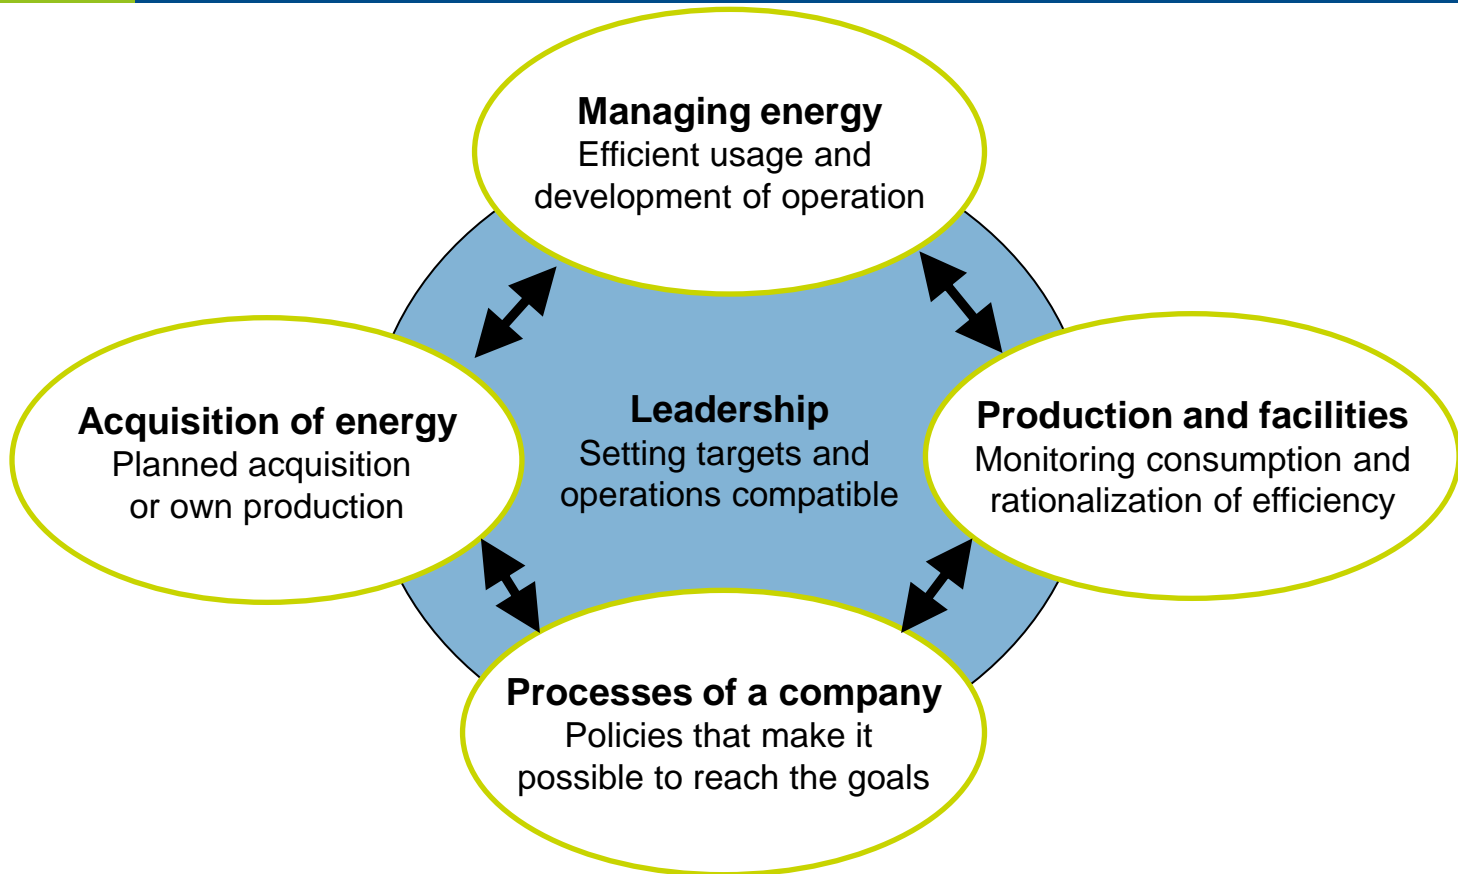 Managing energy
Efficient usage and
development of operation
Acquisition of energy
Planned acquisition
or own production
Leadership
Setting targets and
operations compatible
Production and facilities
Monitoring consumption and
rationalization of efficiency
Processes of a company
Policies that make it
possible to reach the goals